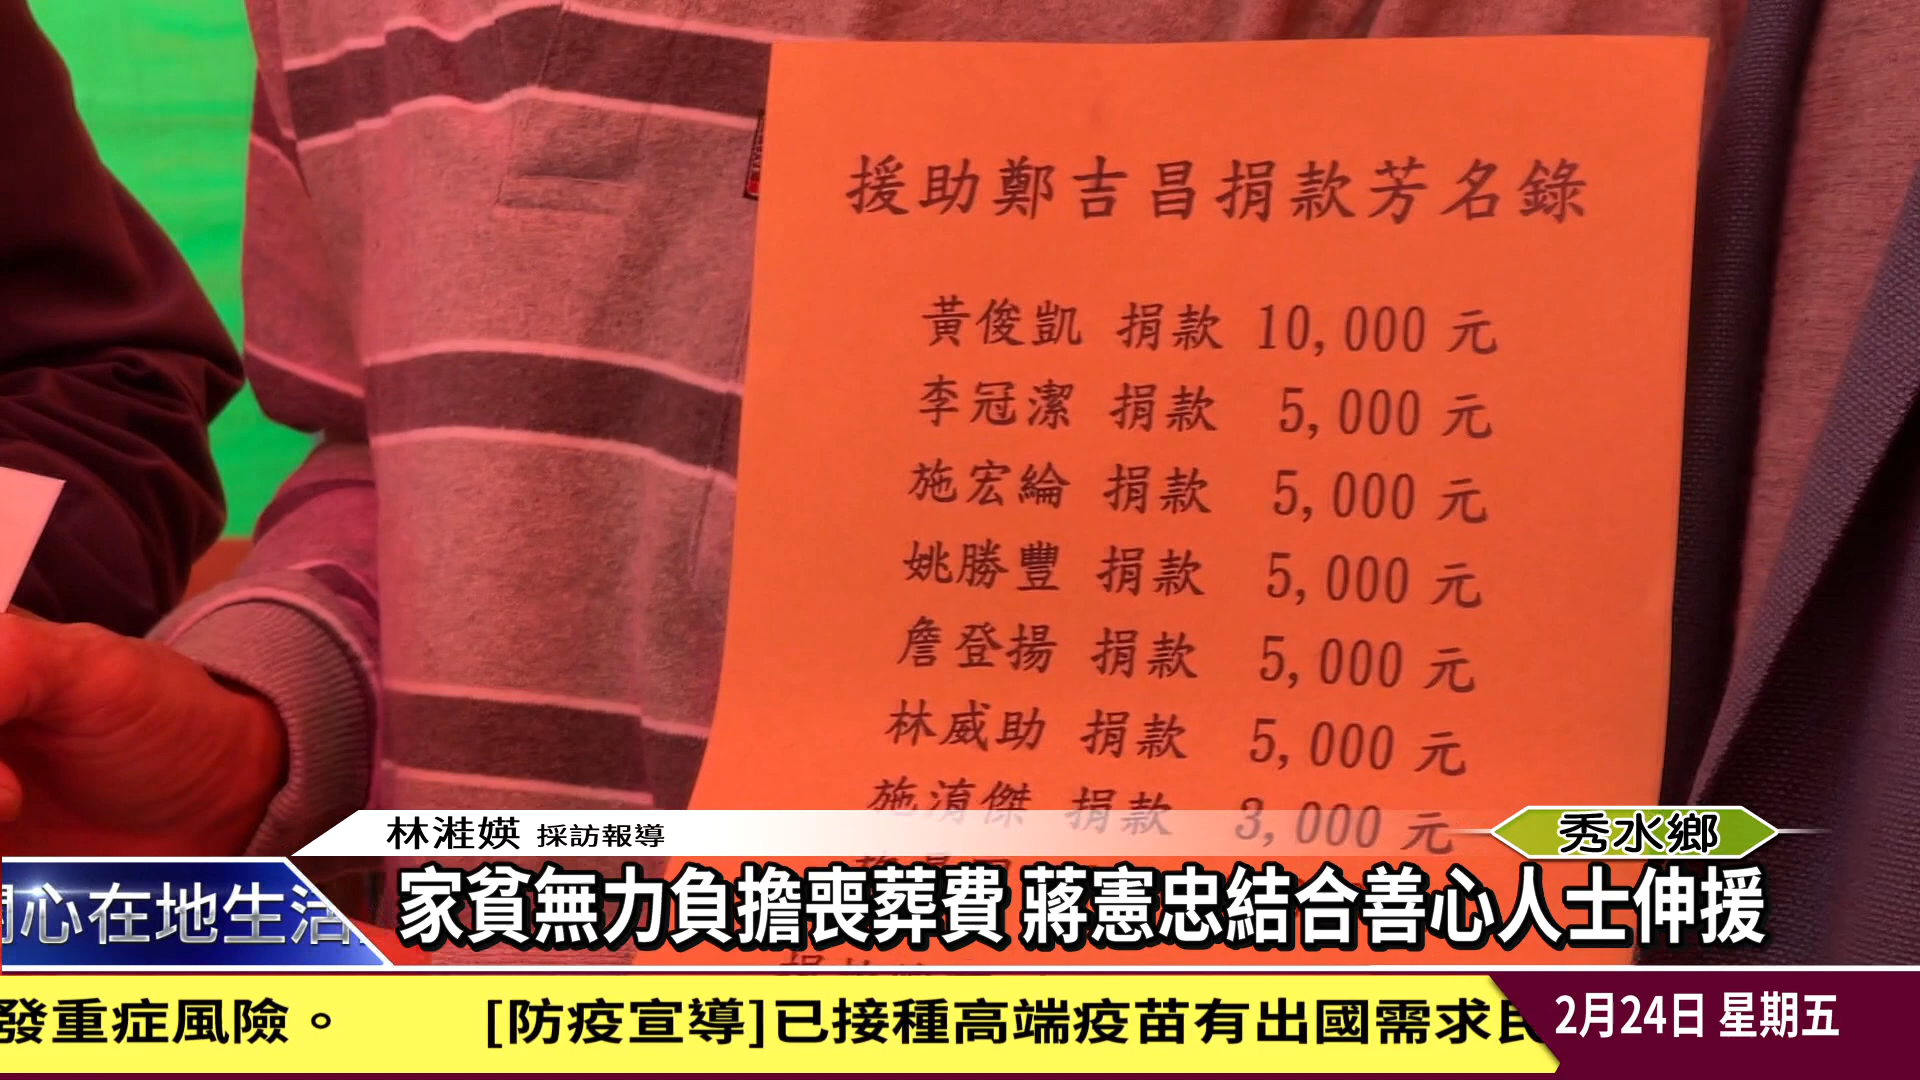 援助鄭吉昌捐款芳名錄
黃俊凱 捐款 10,000 元
李冠潔 捐款 5,000 元
施宏綸 捐款 5,000 元
姚勝豐 捐款 5,000 元
詹登揚 捐款 5,000 元
林威助 捐款 5,000 元
施淯傑 捐款 3,000 元
林湴媖 採訪報導
秀水鄉
心在地生活
家貧無力負擔喪葬費 蔣憲忠結合善心人士伸援
發重症風險。 [防疫宣導]已接種高端疫苗有出國需求民
2月24日 星期五